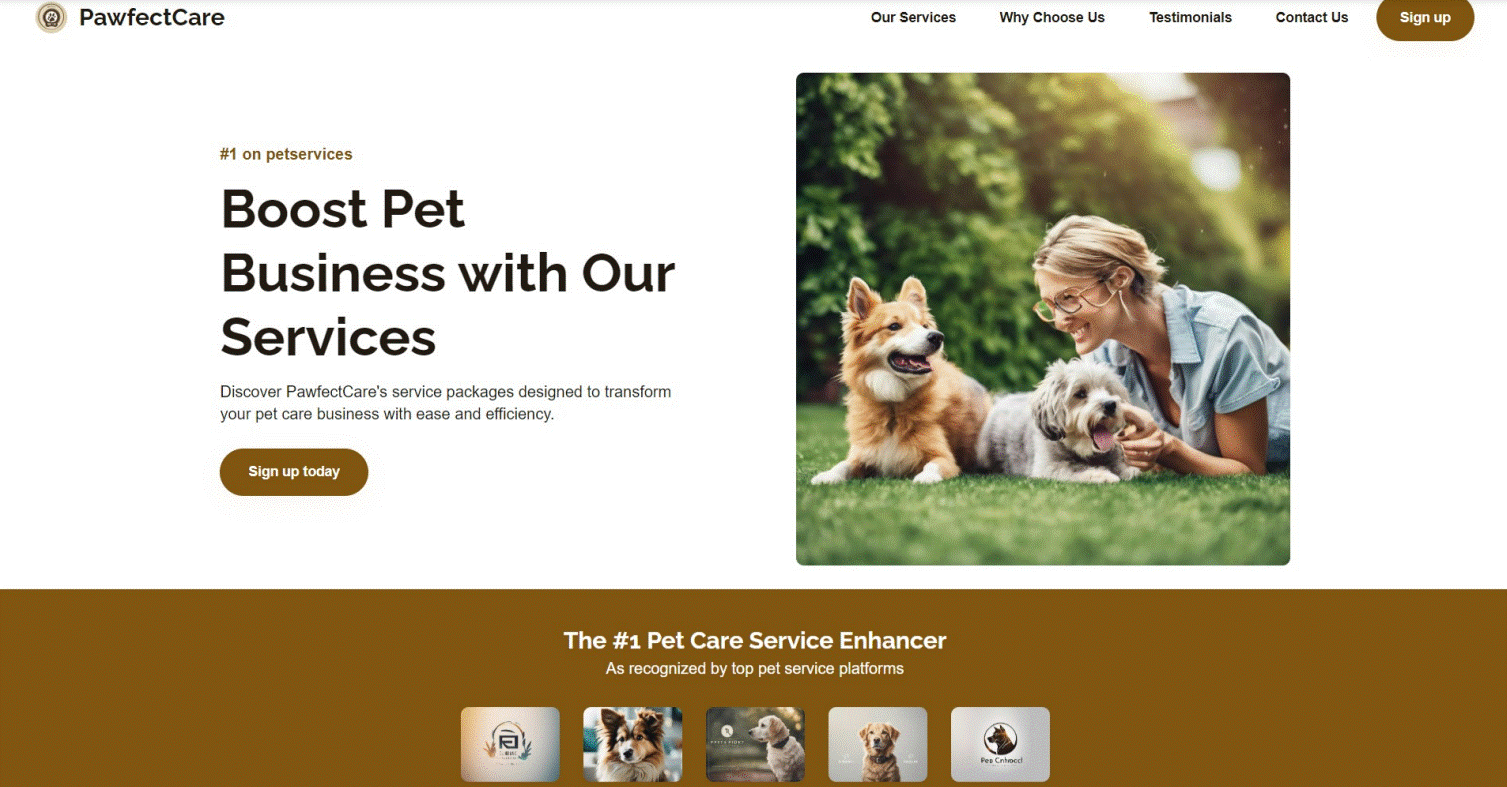 PawfectCare
Our Services
Why Choose Us
Testimonials
Contact Us
Sign up
#1 on petservices
Boost Pet
Business with Our
Services
Discover PawfectCare's service packages designed to transform
your pet care business with ease and efficiency.
Sign up today
The #1 Pet Care Service Enhancer
As recognized by top pet service platforms